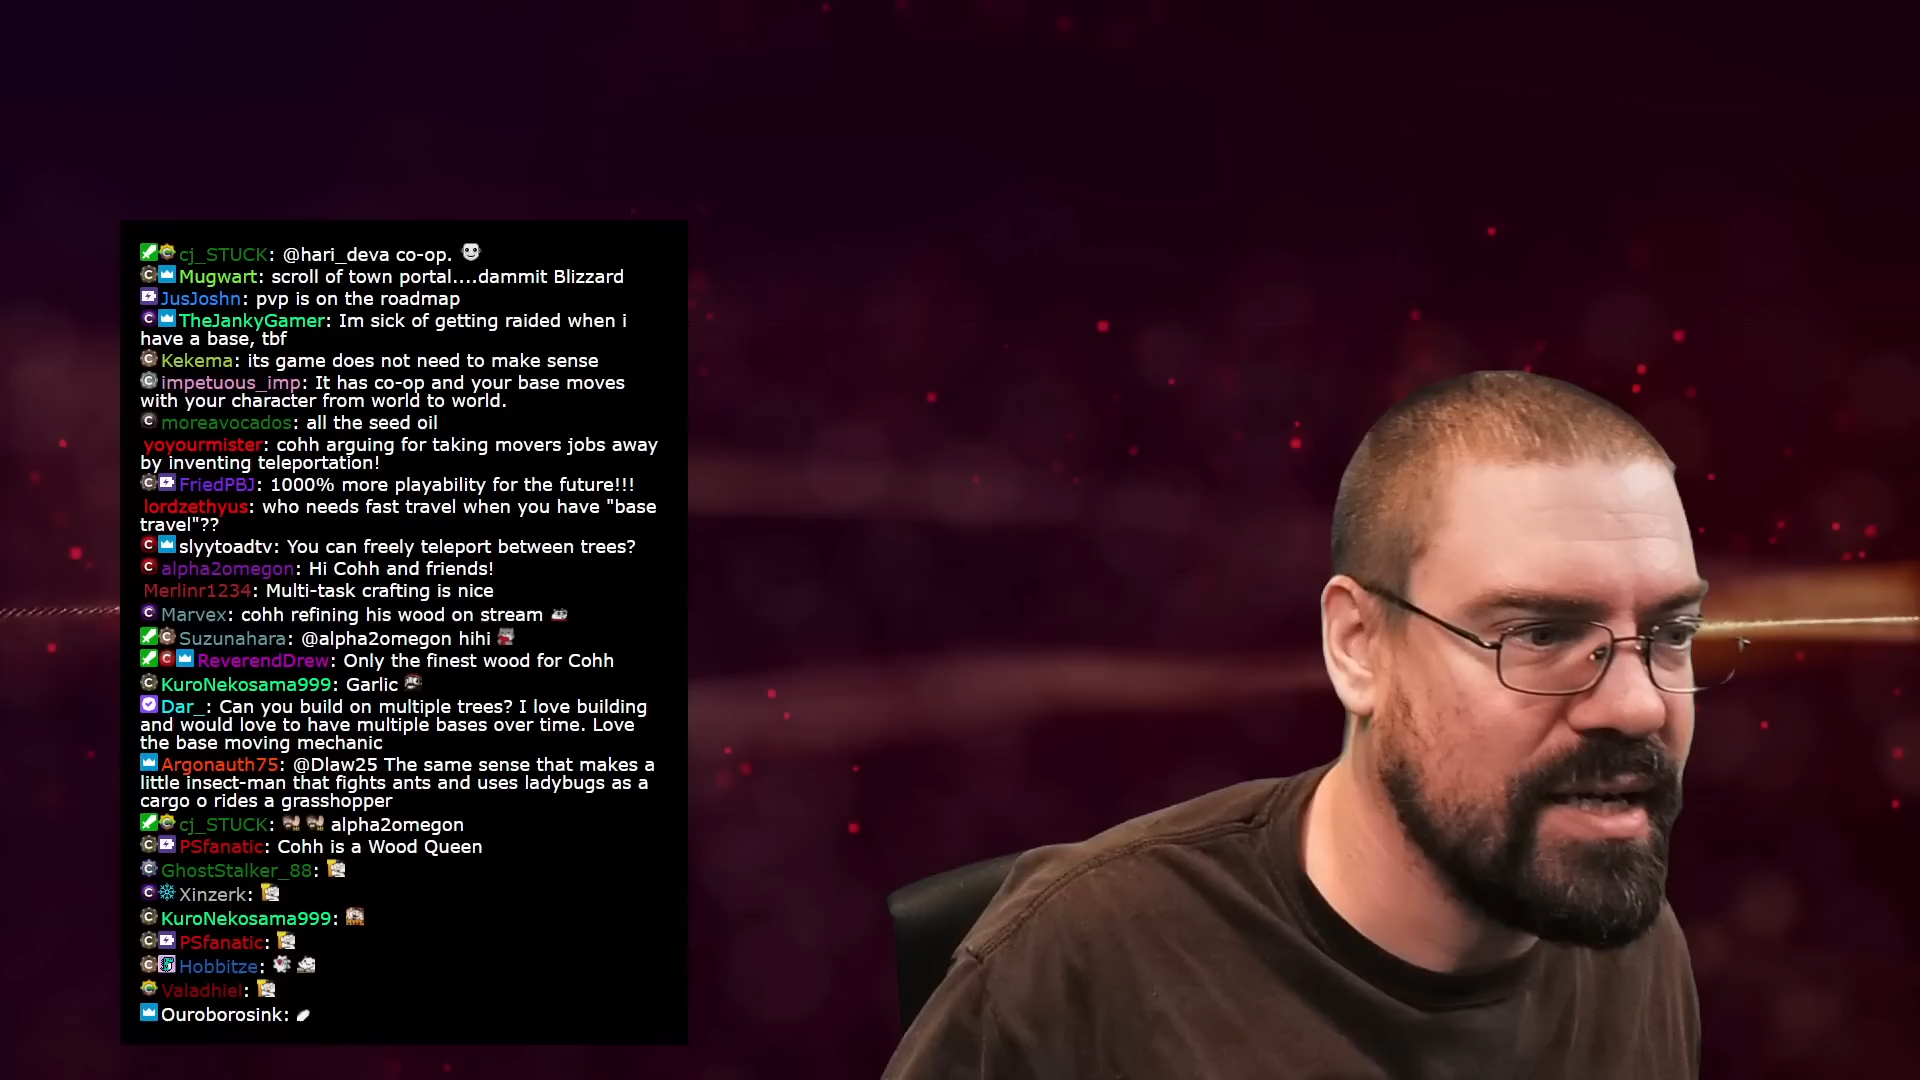 cj_STUCK: @hari_deva co-op.
Mugwart: scroll of town portal....dammit Blizzard
JusJoshn: pvp is on the roadmap
TheJankyGamer: Im sick of getting raided when i
have a base, tbf
Kekema: its game does not need to make sense
impetuous_imp: It has co-op and your base moves
with your character from world to world.
moreavocados: all the seed oil
yoyourmister: cohh arguing for taking movers jobs away
by inventing teleportation!
FriedPBJ: 1000% more playability for the future!!!
lordzethyus: who needs fast travel when you have "base
travel"??
slyytoadtv: You can freely teleport between trees?
alpha2omegon: Hi Cohh and friends!
Merlinr1234: Multi-task crafting is nice
Marvex: cohh refining his wood on stream
Suzunahara: @alpha2omegon hihi
ReverendDrew: Only the finest wood for Cohh
KuroNekosama999: Garlic
Dar_: Can you build on multiple trees? I love building
and would love to have multiple bases over time. Love
the base moving mechanic
Argonauth75: @Dlaw25 The same sense that makes a
little insect-man that fights ants and uses ladybugs as a
cargo o rides a grasshopper
cj_STUCK: alpha2omegon
PSfanatic: Cohh is a Wood Queen
GhostStalker_88:
Xinzerk:
KuroNekosama999:
PSfanatic:
Hobbitze:
Valadhiel:
Ouroborosink: